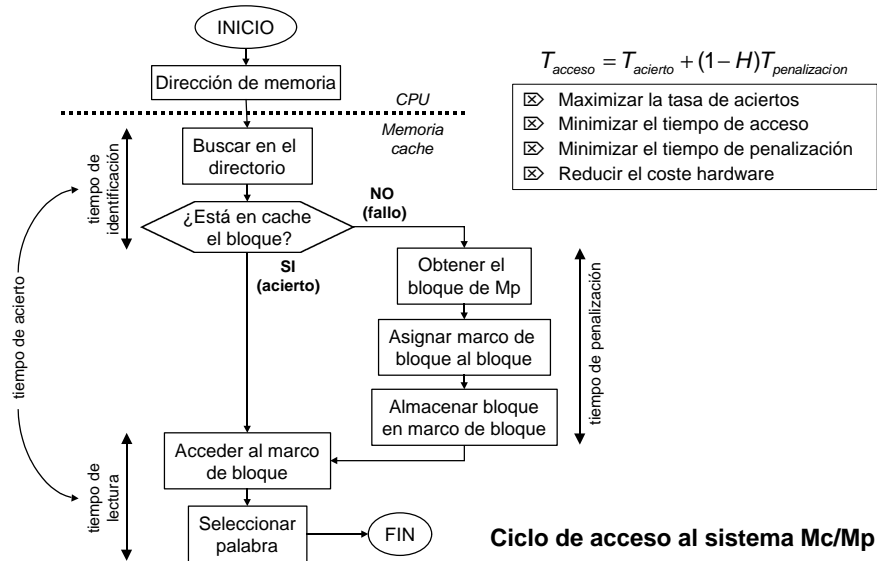 INICIO
Dirección de memoria
CPU
Memoria
cache
Buscar en el
directorio
¿Está en cache
el bloque?
NO
(fallo)
SI
(acierto)
Obtener el
bloque de Mp
Asignar marco de
bloque al bloque
Almacenar bloque
en marco de bloque
Acceder al marco
de bloque
Seleccionar
palabra
FIN
tiempo de
identificación
tiempo de acierto
tiempo de
lectura
tiempo de penalización
T_acceso = T_acierto + (1− H)T_penalizacion
Maximizar la tasa de aciertos
Minimizar el tiempo de acceso
Minimizar el tiempo de penalización
Reducir el coste hardware
Ciclo de acceso al sistema Mc/Mp